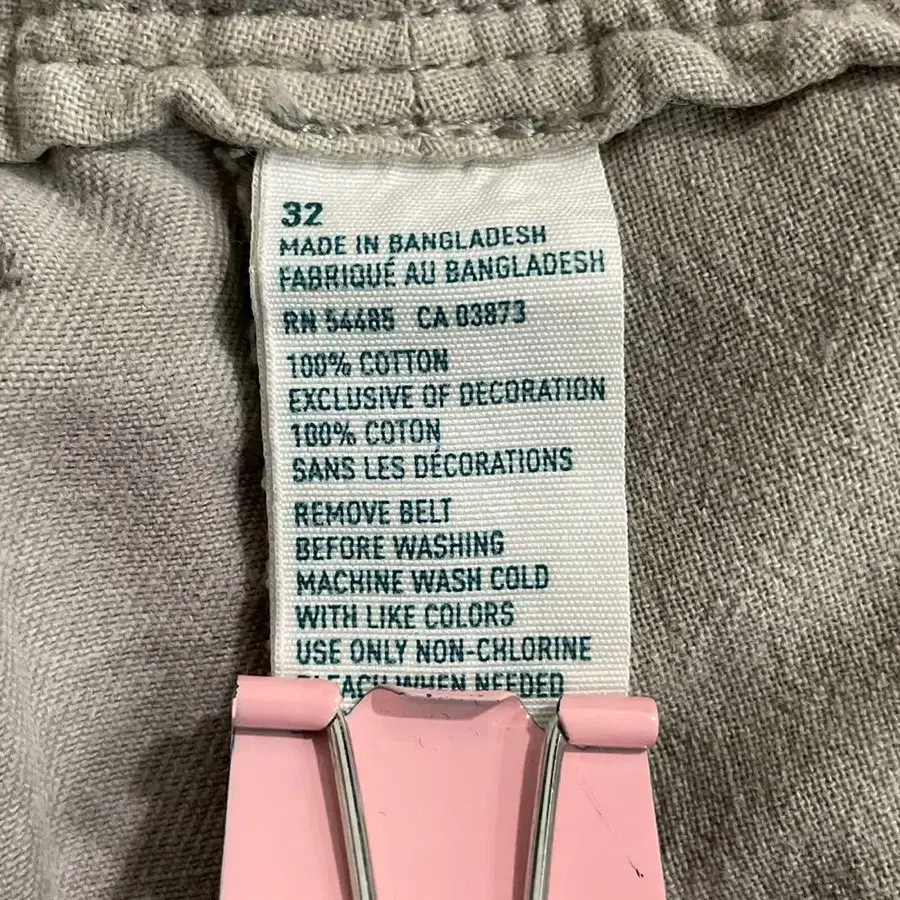 32
MADE IN BANGLADESH
FABRIQUÉ AU BANGLADESH
RN 54485 CA 03873
100% COTTON
EXCLUSIVE OF DECORATION
100% COTON
SANS LES DÉCORATIONS
REMOVE BELT
BEFORE WASHING
MACHINE WASH COLD
WITH LIKE COLORS
USE ONLY NON-CHLORINE
BLEACH WHEN NEEDED